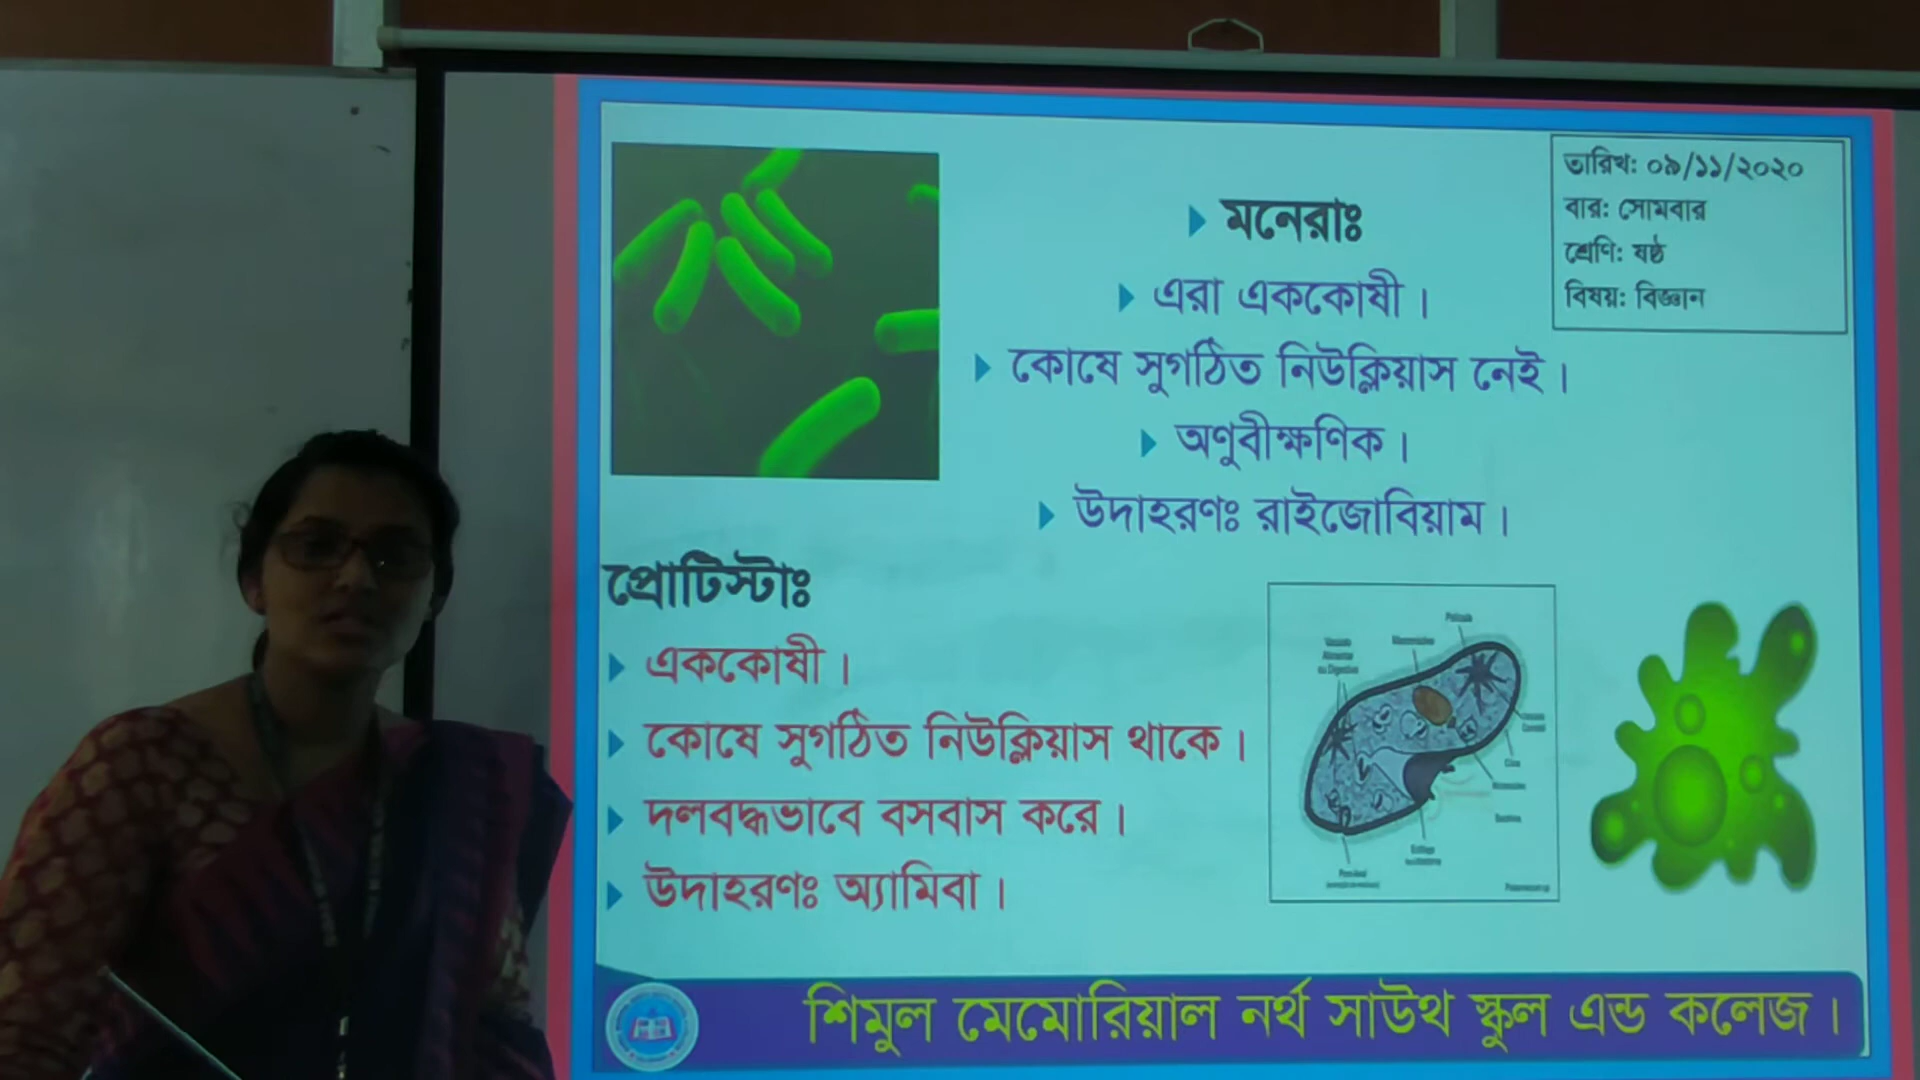 তারিখ: ০৯/১১/২০২০
বার: সোমবার
শ্রেণি: ষষ্ঠ
বিষয়: বিজ্ঞান
মনেরাঃ
এরা এককোষী।
কোষে সুগঠিত নিউক্লিয়াস নেই।
অণুবীক্ষণিক।
উদাহরণঃ রাইজোবিয়াম।
প্রোটিস্টাঃ
এককোষী।
কোষে সুগঠিত নিউক্লিয়াস থাকে।
দলবদ্ধভাবে বসবাস করে।
উদাহরণঃ অ্যামিবা।
শিমুল মেমোরিয়াল নর্থ সাউথ স্কুল এন্ড কলেজ।